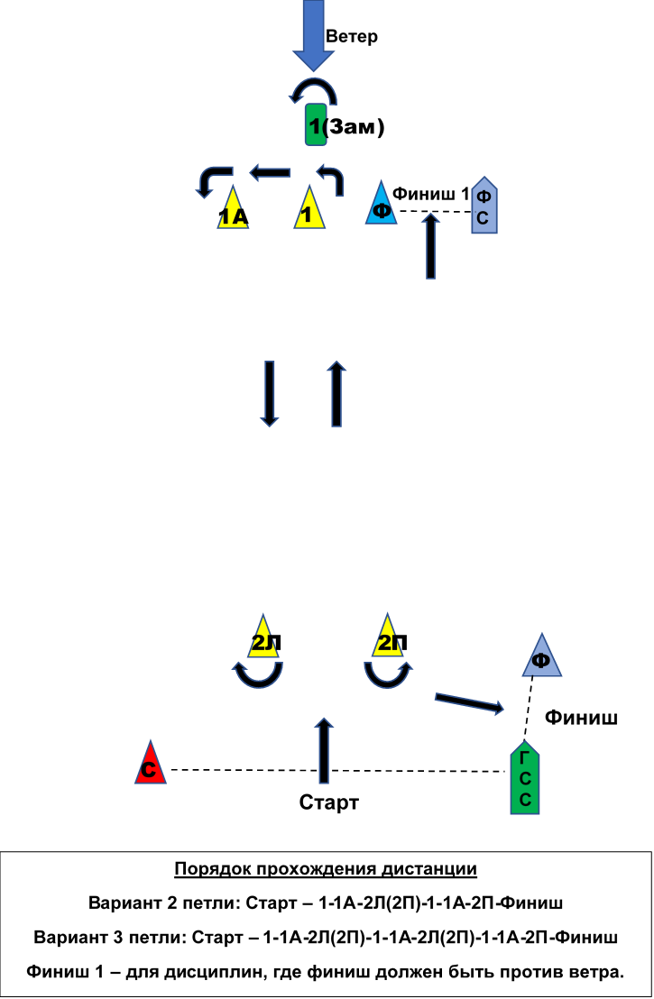 Ветер
1(Зам)
1А
1
Ф
Финиш 1
Ф
С
2Л
2П
Ф
Финиш
С
Г
С
С
Старт
Порядок прохождения дистанции
Вариант 2 петли: Старт – 1-1А-2Л(2П)-1-1А-2П-Финиш
Вариант 3 петли: Старт – 1-1А-2Л(2П)-1-1А-2Л(2П)-1-1А-2П-Финиш
Финиш 1 – для дисциплин, где финиш должен быть против ветра.